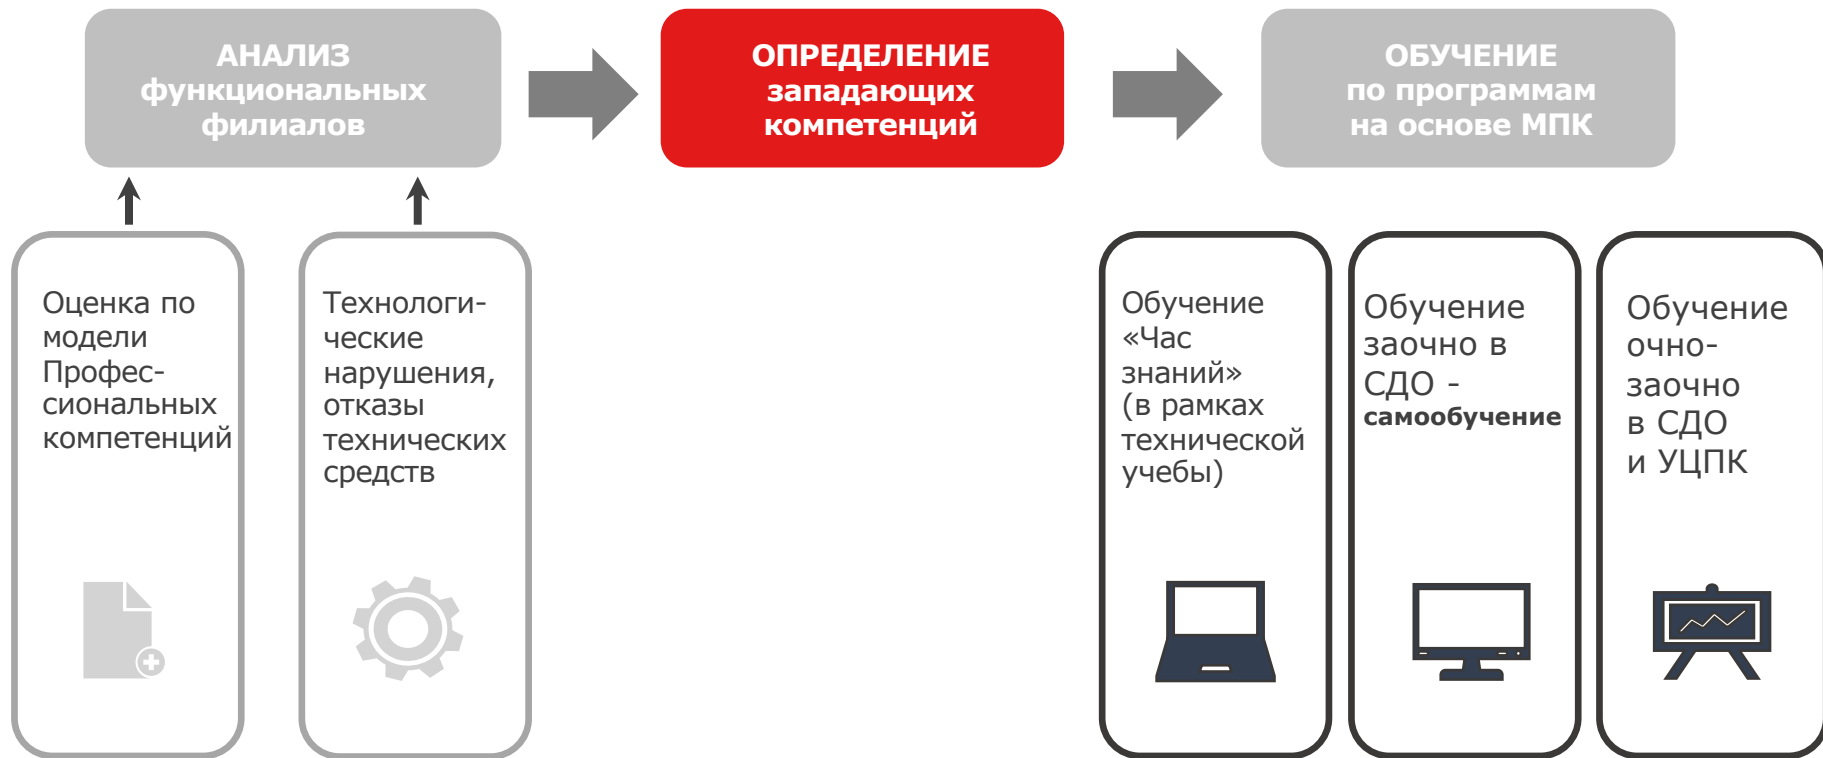 АНАЛИЗ
функциональных
филиалов
ОПРЕДЕЛЕНИЕ
западающих
компетенций
ОБУЧЕНИЕ
по программам
на основе МПК
Оценка по
модели
Профес-
сиональных
компетенций
Технологи-
ческие
нарушения,
отказы
технических
средств
Обучение
«Час
знаний»
(в рамках
технической
учебы)
Обучение
заочно в
СДО -
самообучение
Обучение
очно-
заочно
в СДО
и УЦПК